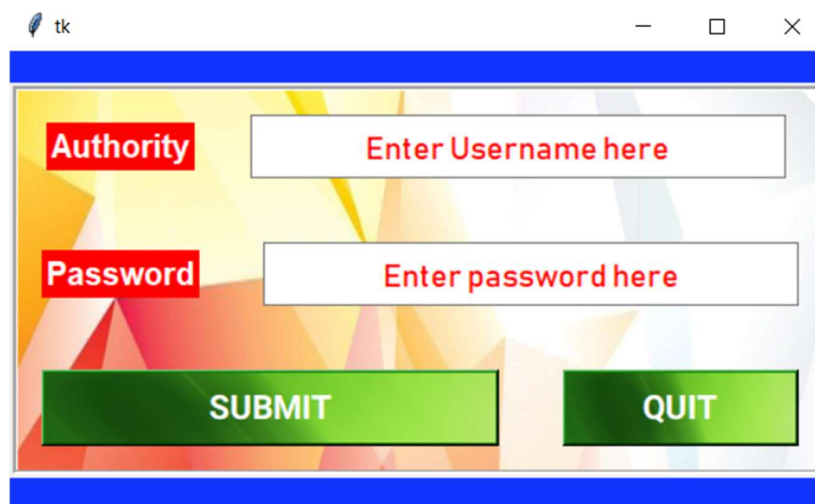 tk
Authority Enter Username here
Password Enter password here
SUBMIT QUIT